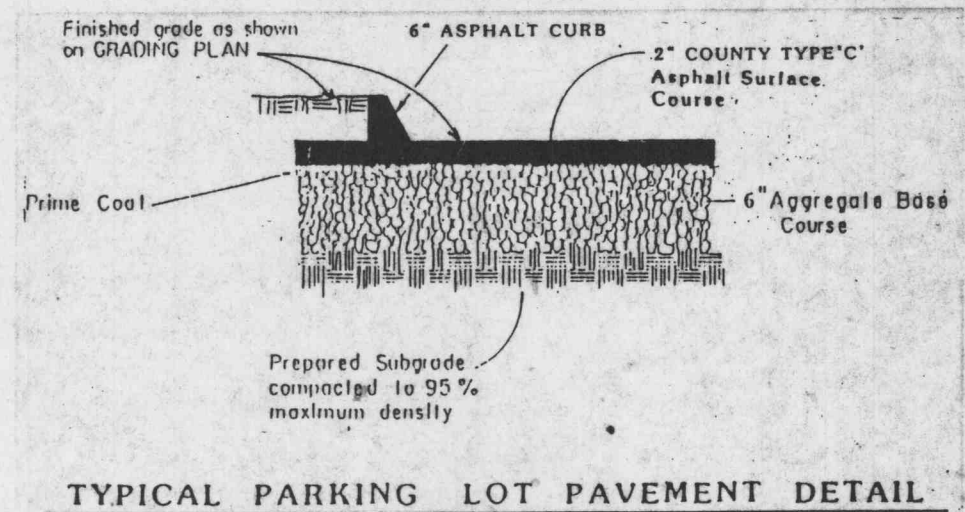 Finished grade as shown
on GRADING PLAN
6" ASPHALT CURB
2" COUNTY TYPE 'C'
Asphalt Surface
Course
Prime Coat
6" Aggregate Base
Course
Prepared Subgrade
compacted to 95%
maximum density
TYPICAL PARKING LOT PAVEMENT DETAIL